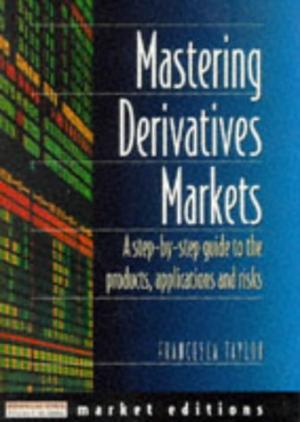 Mastering
Derivatives
Markets
A step-by-step guide to the
products, applications and risks
FRANCESCA TAYLOR
market editions